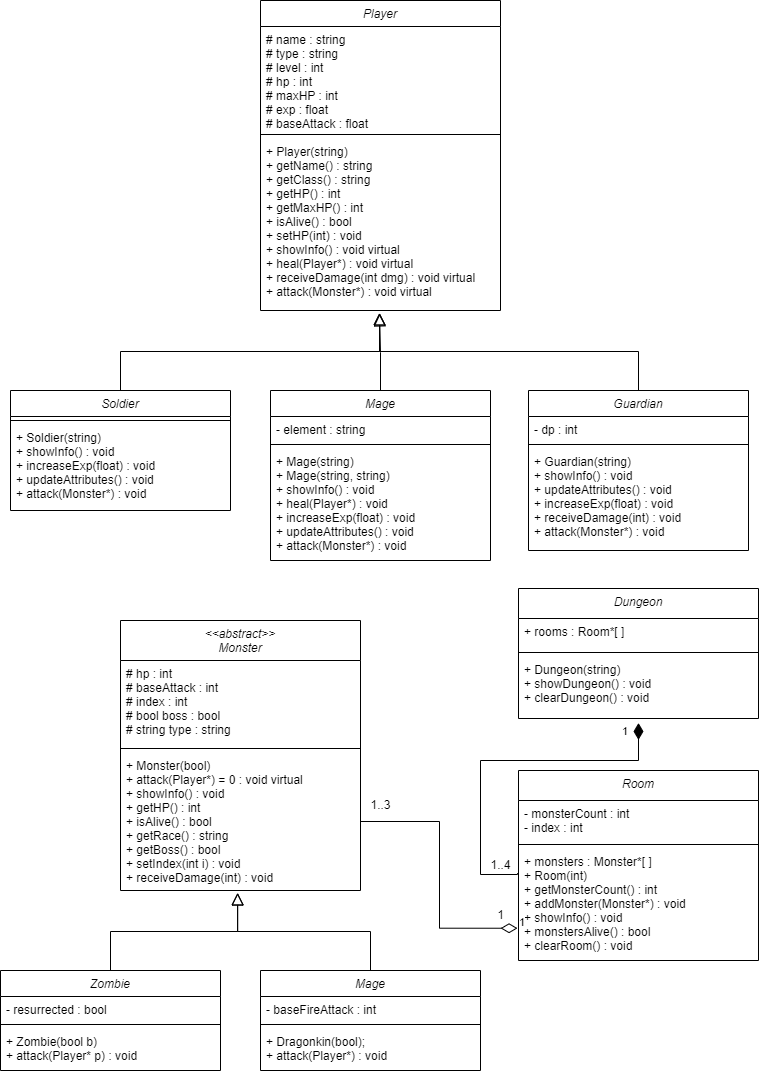 Player
# name : string
# type : string
# level : int
# hp : int
# maxHP : int
# exp : float
# baseAttack : float
+ Player(string)
+ getName() : string
+ getClass() : string
+ getHP() : int
+ getMaxHP() : int
+ isAlive() : bool
+ setHP(int) : void
+ showInfo() : void virtual
+ heal(Player*) : void virtual
+ receiveDamage(int dmg) : void virtual
+ attack(Monster*) : void virtual
Soldier
+ Soldier(string)
+ showInfo() : void
+ increaseExp(float) : void
+ updateAttributes() : void
+ attack(Monster*) : void
Mage
- element : string
+ Mage(string)
+ Mage(string, string)
+ showInfo() : void
+ heal(Player*) : void
+ increaseExp(float) : void
+ updateAttributes() : void
+ attack(Monster*) : void
Guardian
- dp : int
+ Guardian(string)
+ showInfo() : void
+ updateAttributes() : void
+ increaseExp(float) : void
+ receiveDamage(int) : void
+ attack(Monster*) : void
Dungeon
+ rooms : Room*[ ]
+ Dungeon(string)
+ showDungeon() : void
+ clearDungeon() : void
1
<<abstract>>
Monster
# hp : int
# baseAttack : int
# index : int
# bool boss : bool
# string type : string
+ Monster(bool)
+ attack(Player*) = 0 : void virtual
+ showInfo() : void
+ getHP() : int
+ isAlive() : bool
+ getRace() : string
+ getBoss() : bool
+ setIndex(int i) : void
+ receiveDamage(int) : void
1..3
1..4
1
1
Room
- monsterCount : int
- index : int
+ monsters : Monster*[ ]
+ Room(int)
+ getMonsterCount() : int
+ addMonster(Monster*) : void
+ showInfo() : void
+ monstersAlive() : bool
+ clearRoom() : void
Zombie
- resurrected : bool
+ Zombie(bool b)
+ attack(Player* p) : void
Mage
- baseFireAttack : int
+ Dragonkin(bool);
+ attack(Player*) : void